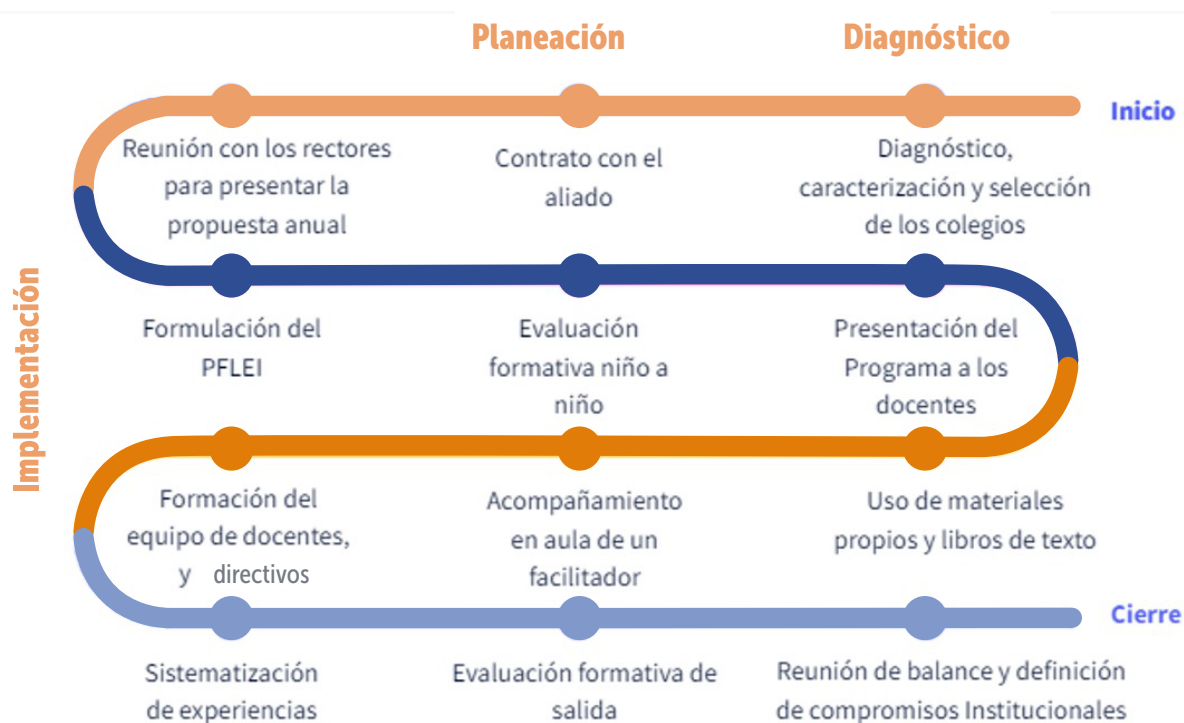 Planeación
Diagnóstico
Inicio
Reunión con los rectores
para presentar la
propuesta anual
Contrato con el
aliado
Diagnóstico,
caracterización y selección
de los colegios
Implementación
Formulación del
PFLEI
Evaluación
formativa niño a
niño
Presentación del
Programa a los
docentes
Formación del
equipo de docentes,
y directivos
Acompañamiento
en aula de un
facilitador
Uso de materiales
propios y libros de texto
Cierre
Sistematización
de experiencias
Evaluación formativa de
salida
Reunión de balance y definición
de compromisos Institucionales